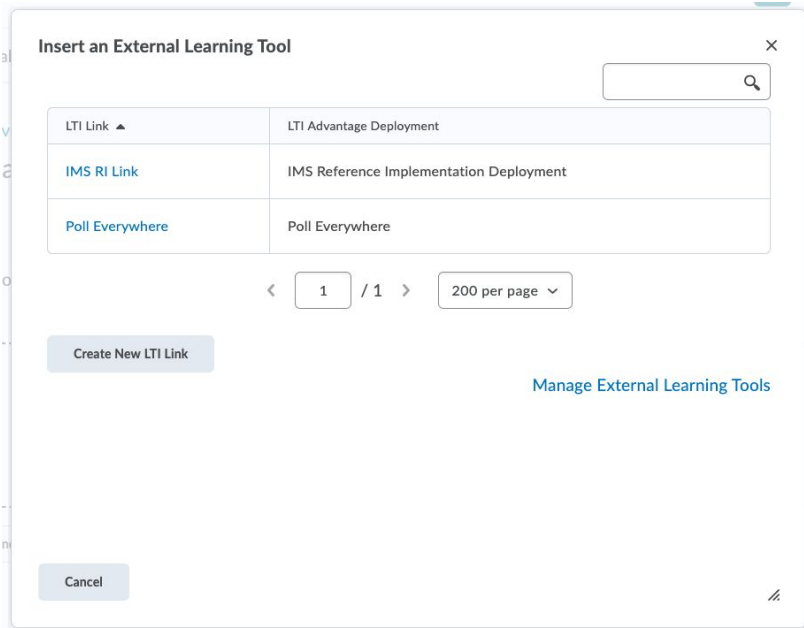 Insert an External Learning Tool
LTI Link LTI Advantage Deployment
IMS RI Link IMS Reference Implementation Deployment
Poll Everywhere Poll Everywhere
1 / 1 200 per page
Create New LTI Link
Manage External Learning Tools
Cancel